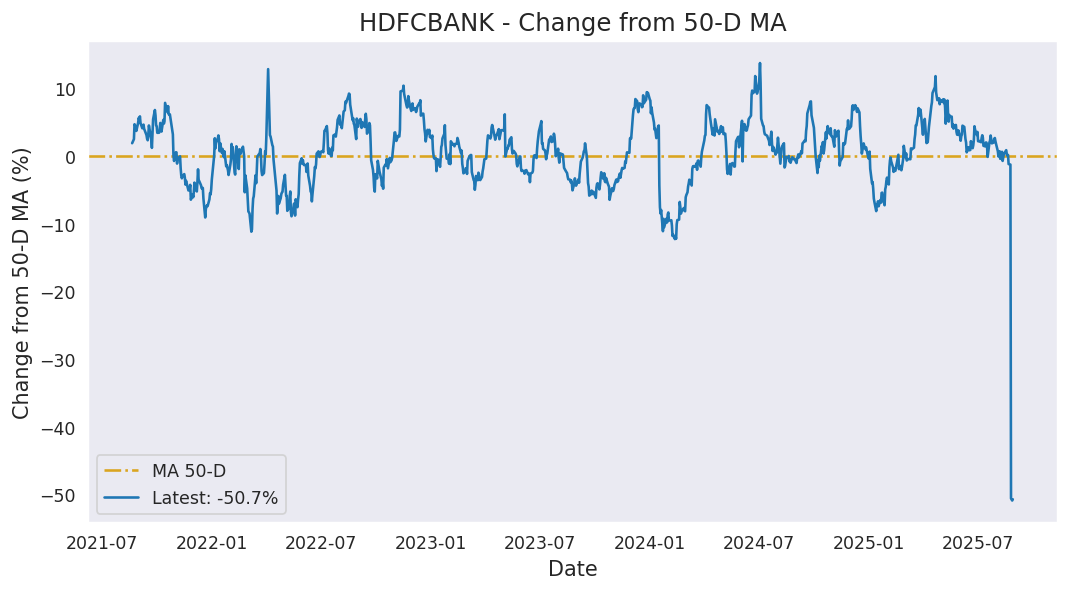 HDFCBANK - Change from 50-D MA
Change from 50-D MA (%)
10
0
−10
−20
−30
−40
−50
MA 50-D
Latest: -50.7%
2021-07 2022-01 2022-07 2023-01 2023-07 2024-01 2024-07 2025-01 2025-07
Date